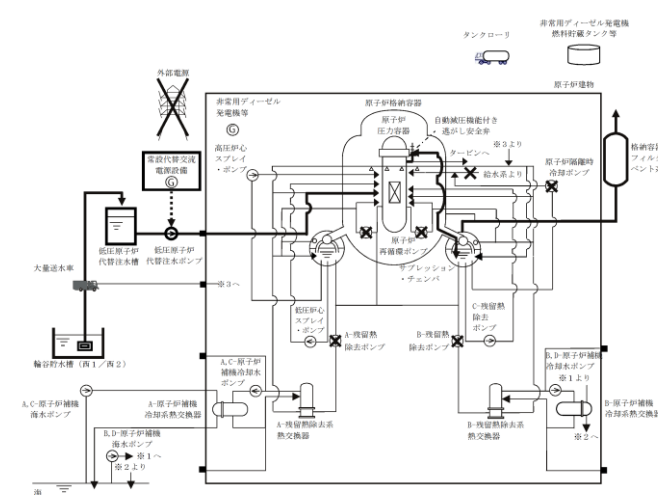 タンクローリ
非常用ディーゼル発電機
燃料貯蔵タンク等
外部電源
原子炉建物
非常用ディーゼル
発電機等
G
原子炉格納容器
原子炉
圧力容器
自動減圧機能付き
逃がし安全弁
高圧炉心
スプレイ
・ポンプ
タービンへ
※3より
給水系より
原子炉隔離時
冷却ポンプ
格納容器
フィル
ベント系
常設代替交流
電源設備
G
低圧原子炉
代替注水槽
低圧原子炉
代替注水ポンプ
原子炉
再循環ポンプ
サプレッション
・チェンバ
大量送水車
※3へ
低圧炉心
スプレイ
・ポンプ
A-残留熱
除去ポンプ
B-残留熱
除去ポンプ
C-残留熱
除去
ポンプ
輪谷貯水槽（西1／西2）
A,C-原子炉
補機冷却水
ポンプ
B,D-原子炉補機
冷却水ポンプ
※1より
A,C-原子炉補機
海水ポンプ
A-原子炉補機
冷却系熱交換器
B-原子炉補機
冷却系熱交換器
A-残留熱除去系
熱交換器
B-残留熱除去系
熱交換器
B,D-原子炉補機
海水ポンプ
※1へ
※2より
※2へ
海